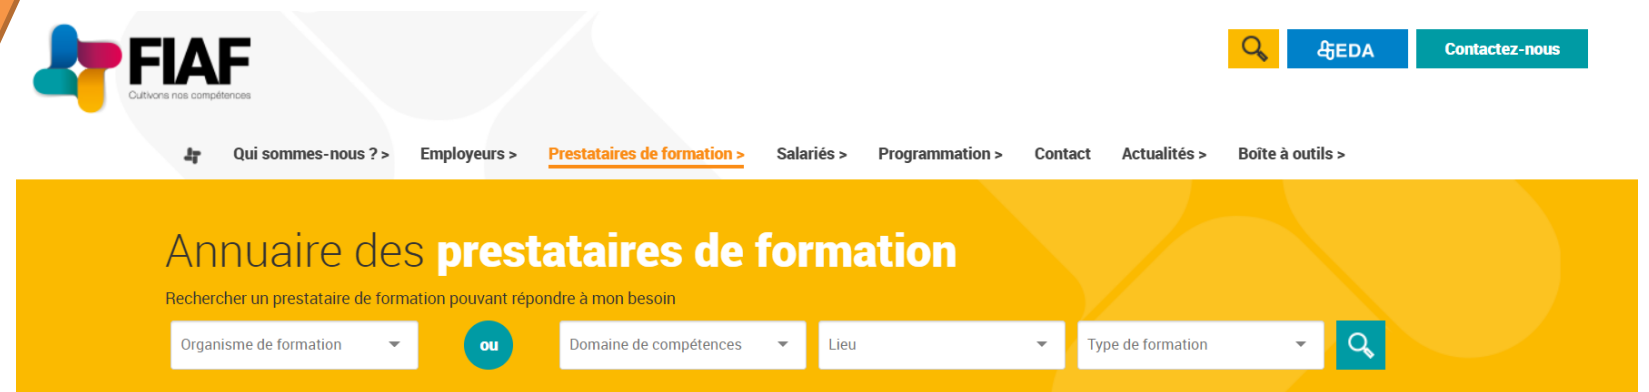 FIAF
Cultivons nos compétences
EDA
Contactez-nous
Qui sommes-nous ? > Employeurs > Prestataires de formation > Salariés > Programmation > Contact Actualités > Boîte à outils >
Annuaire des prestataires de formation
Rechercher un prestataire de formation pouvant répondre à mon besoin
Organisme de formation ou Domaine de compétences Lieu Type de formation